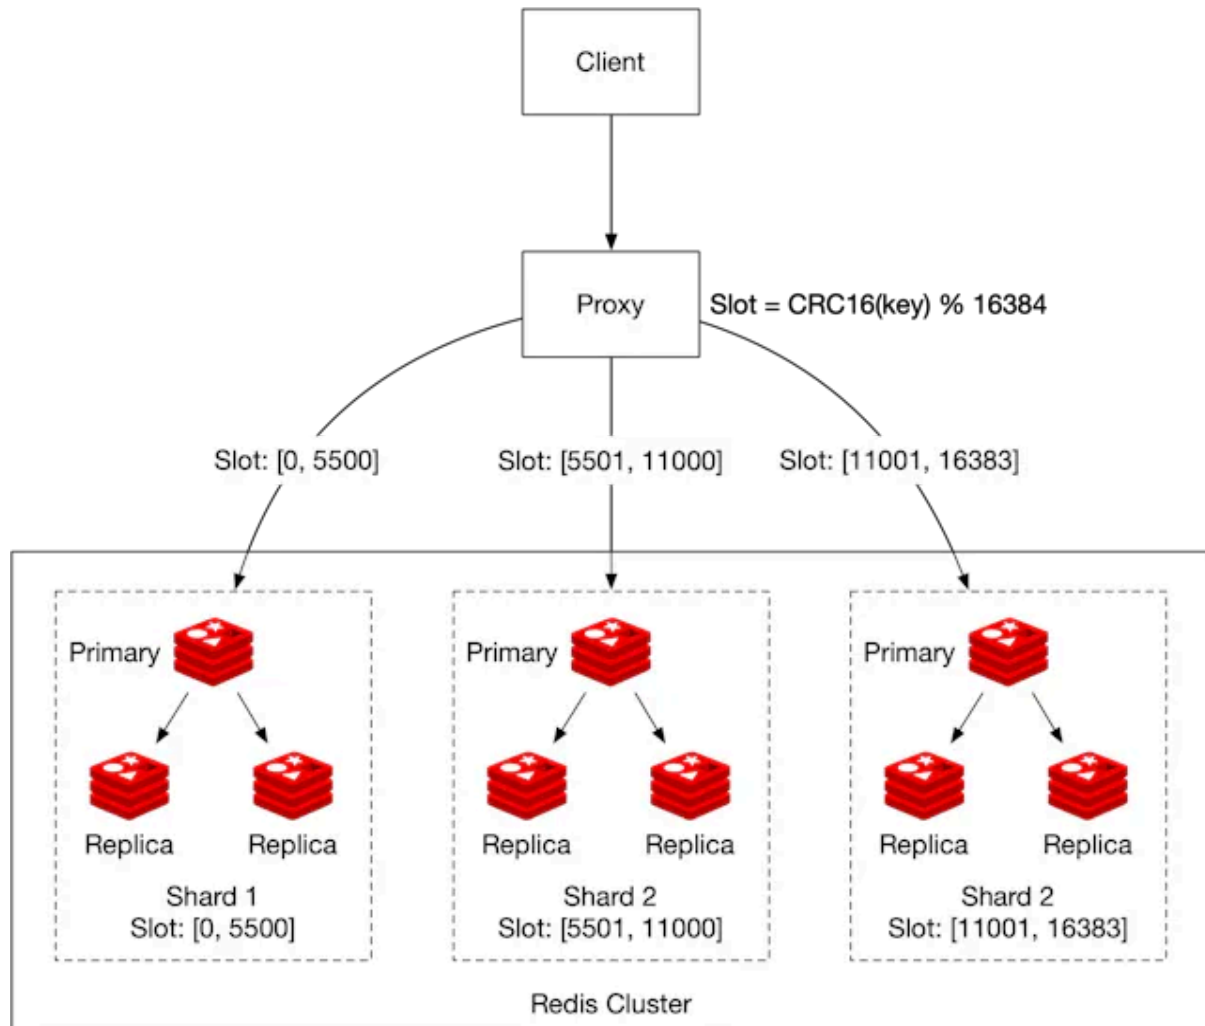 Client
Proxy
Slot = CRC16(key) % 16384
Slot: [0, 5500]
Slot: [5501, 11000]
Slot: [11001, 16383]
Primary
Primary
Primary
Replica
Replica
Replica
Replica
Replica
Replica
Shard 1
Slot: [0, 5500]
Shard 2
Slot: [5501, 11000]
Shard 2
Slot: [11001, 16383]
Redis Cluster